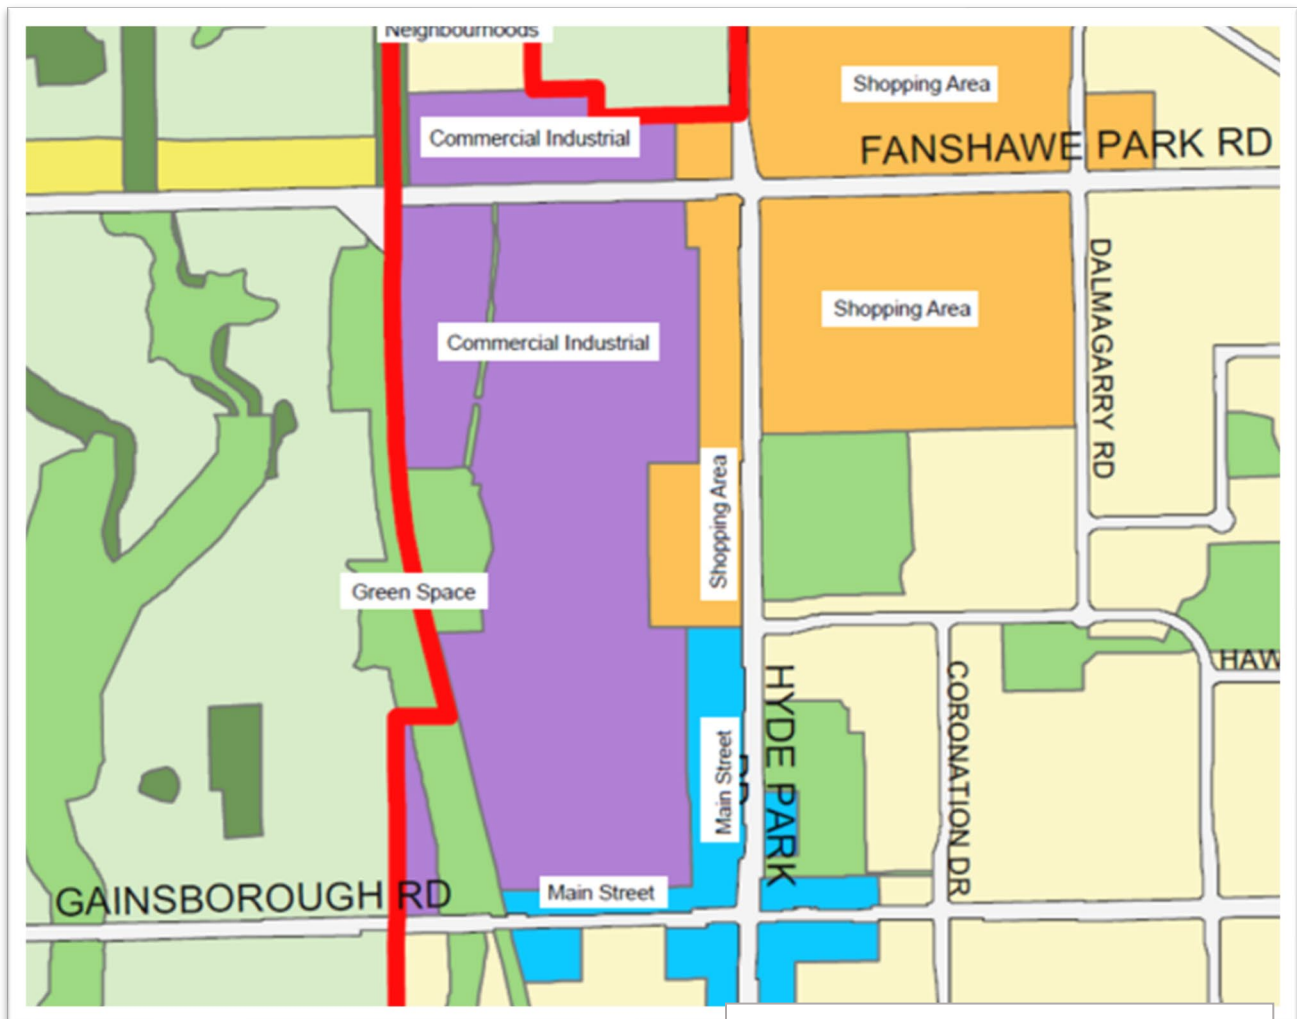 Neighbourhoods
Shopping Area
Commercial Industrial
FANSHAWE PARK RD
Shopping Area
Commercial Industrial
DALMAGARRY RD
Shopping Area
Green Space
HAW
HYDE PARK
CORONATION DR
Main Street
RD
Main Street
GAINSBOROUGH RD